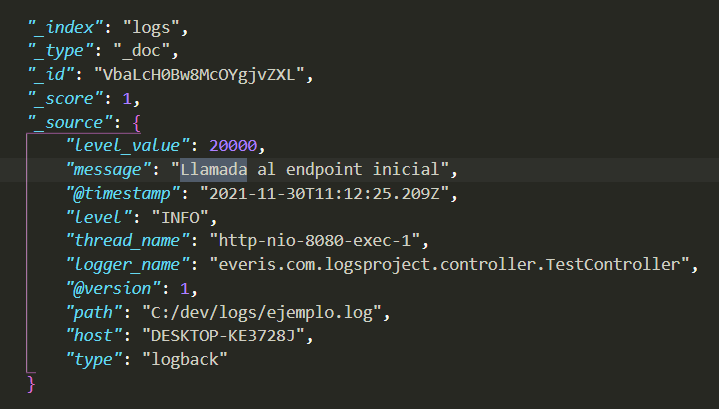 "_index": "logs",
"_type": "_doc",
"_id": "VbaLcH0Bw8McOYgjvZXL",
"_score": 1,
"_source": {
"level_value": 20000,
"message": "Llamada al endpoint inicial",
"@timestamp": "2021-11-30T11:12:25.209Z",
"level": "INFO",
"thread_name": "http-nio-8080-exec-1",
"logger_name": "everis.com.logsproject.controller.TestController",
"@version": 1,
"path": "C:/dev/logs/ejemplo.log",
"host": "DESKTOP-KE3728J",
"type": "logback"
}